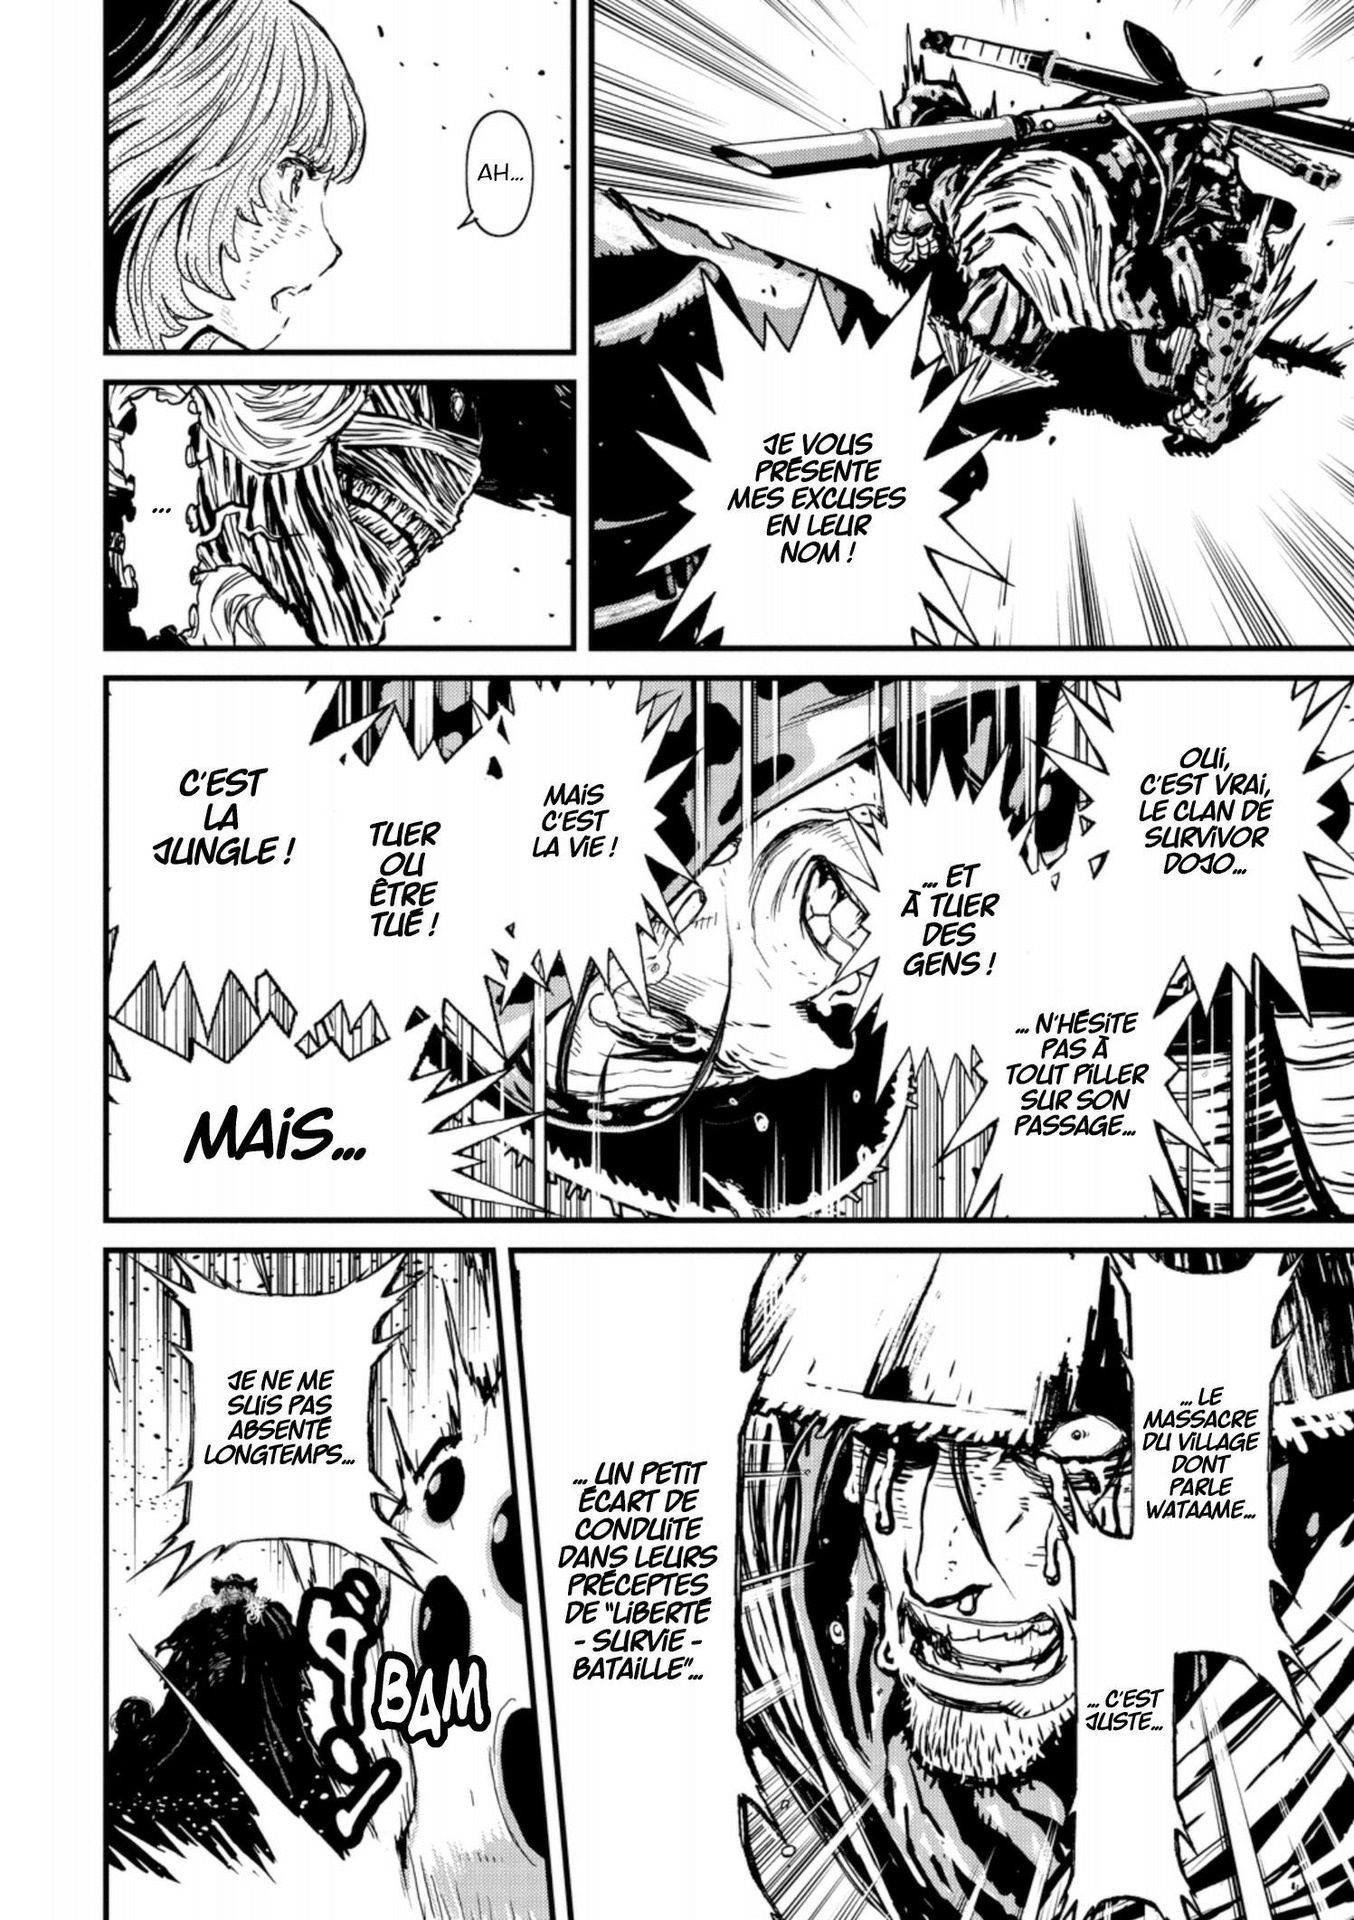 JE VOUS
PRÉSENTE
MES EXCUSES
EN LEUR
NOM !
AH...
...
OUI,
C'EST VRAI,
LE CLAN DE
SURVIVOR
DOJO...
... N'HÉSITE
PAS À
TOUT PILLER
SUR SON
PASSAGE...
... ET
À TUER
DES
GENS !
MAIS
C'EST
LA VIE !
TUER
OU
ÊTRE
TUÉ !
C'EST
LA
JUNGLE !
MAIS...
... LE
MASSACRE
DU VILLAGE
DONT
PARLE
WATAAME...
... C'EST
JUSTE...
... UN PETIT
ÉCART DE
CONDUITE
DANS LEURS
PRÉCEPTES
DE "LIBERTÉ
- SURVIE -
BATAILLE"...
JE NE ME
SUIS PAS
ABSENTÉ
LONGTEMPS...
BAM